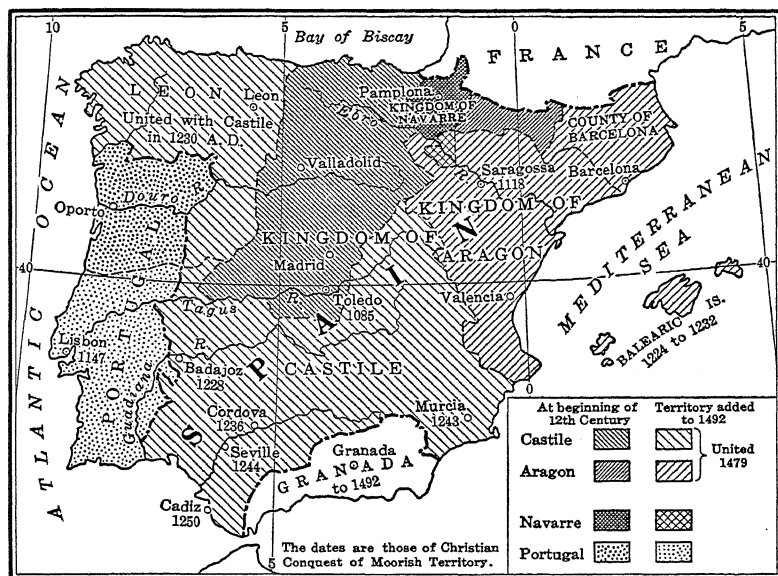 10
5
0
5
Bay of Biscay
FRANCE
LEON
Leon
United with Castile
in 1230 A.D.
Pamplona
KINGDOM OF
NAVARRE
Ebro
COUNTY OF
BARCELONA
Valladolid
Saragossa
1118
Barcelona
Oporto
Douro R.
KINGDOM OF
KINGDOM OF
ARAGON
Madrid
40
40
Tagus R.
Toledo
1085
Valencia
SPAIN
MEDITERRANEAN
SEA
BALEARIC IS.
1224 to 1232
ATLANTIC OCEAN
PORTUGAL
Lisbon
1147
Guadiana R.
Badajoz
1228
CASTILE
0
Cordova
1236
Murcia
1243
Seville
1244
Granada
GRANADA
to 1492
Cadiz
1250
5
The dates are those of Christian
Conquest of Moorish Territory.
At beginning of
12th Century
Territory added
to 1492
Castile
Aragon
United
1479
Navarre
Portugal